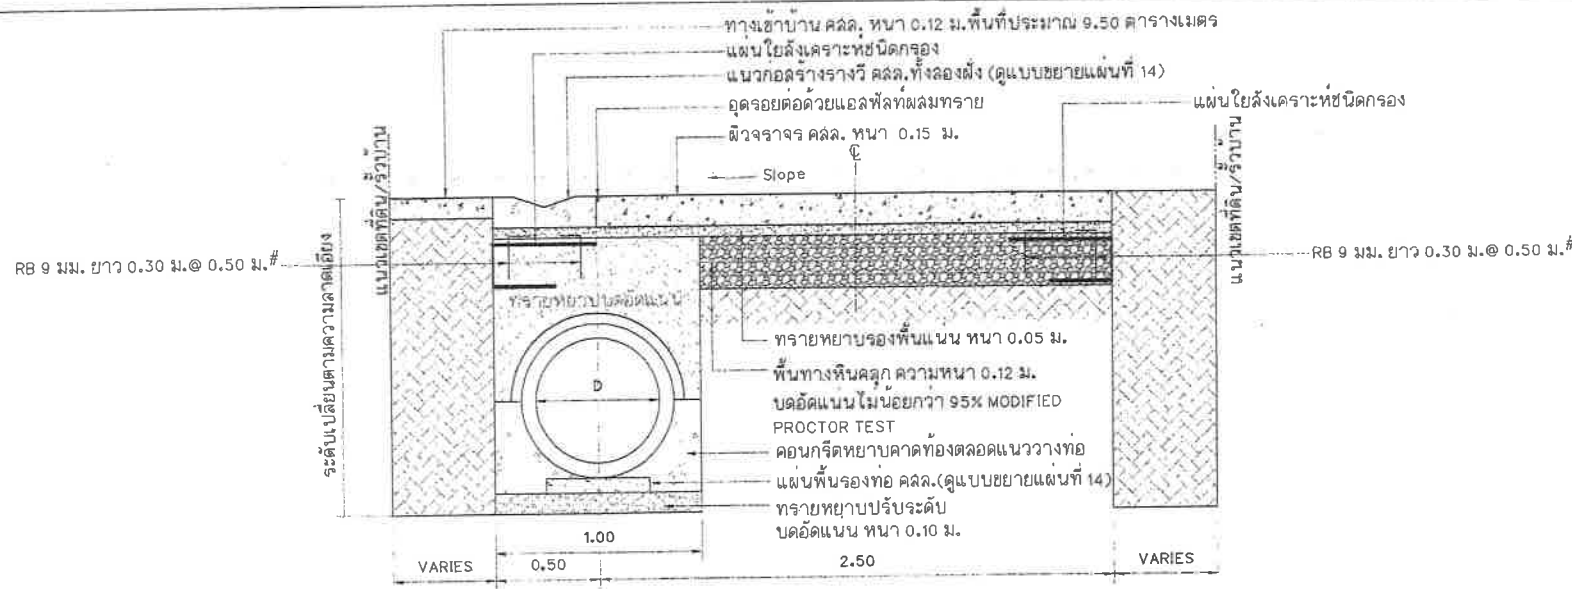 ทางเข้าบ้าน คสล. หนา 0.12 ม.พื้นที่ประมาณ 9.50 ตารางเมตร
แผ่นใยสังเคราะห์ชนิดกรอง
แนวก่อสร้างรางวี คสล.ทั้งสองฝั่ง (ดูแบบขยายแผ่นที่ 14)
อุดรอยต่อด้วยแอสฟัลท์ผสมทราย
แผ่นใยสังเคราะห์ชนิดกรอง
ผิวจราจร คสล. หนา 0.15 ม.
℄
Slope
แนวเขตที่ดิน/รั้วบ้าน
แนวเขตที่ดิน/รั้วบ้าน
ระดับเปลี่ยนตามความลาดเอียง
RB 9 มม. ยาว 0.30 ม.@ 0.50 ม.#
RB 9 มม. ยาว 0.30 ม.@ 0.50 ม.#
ทรายหยาบบดอัดแน่น
ทรายหยาบรองพื้นแน่น หนา 0.05 ม.
พื้นทางหินคลุก ความหนา 0.12 ม.
บดอัดแน่นไม่น้อยกว่า 95% MODIFIED
PROCTOR TEST
D
คอนกรีตหยาบคาดท้องตลอดแนววางท่อ
แผ่นพื้นรองท่อ คสล.(ดูแบบขยายแผ่นที่ 14)
ทรายหยาบปรับระดับ
บดอัดแน่น หนา 0.10 ม.
1.00
VARIES
0.50
2.50
VARIES